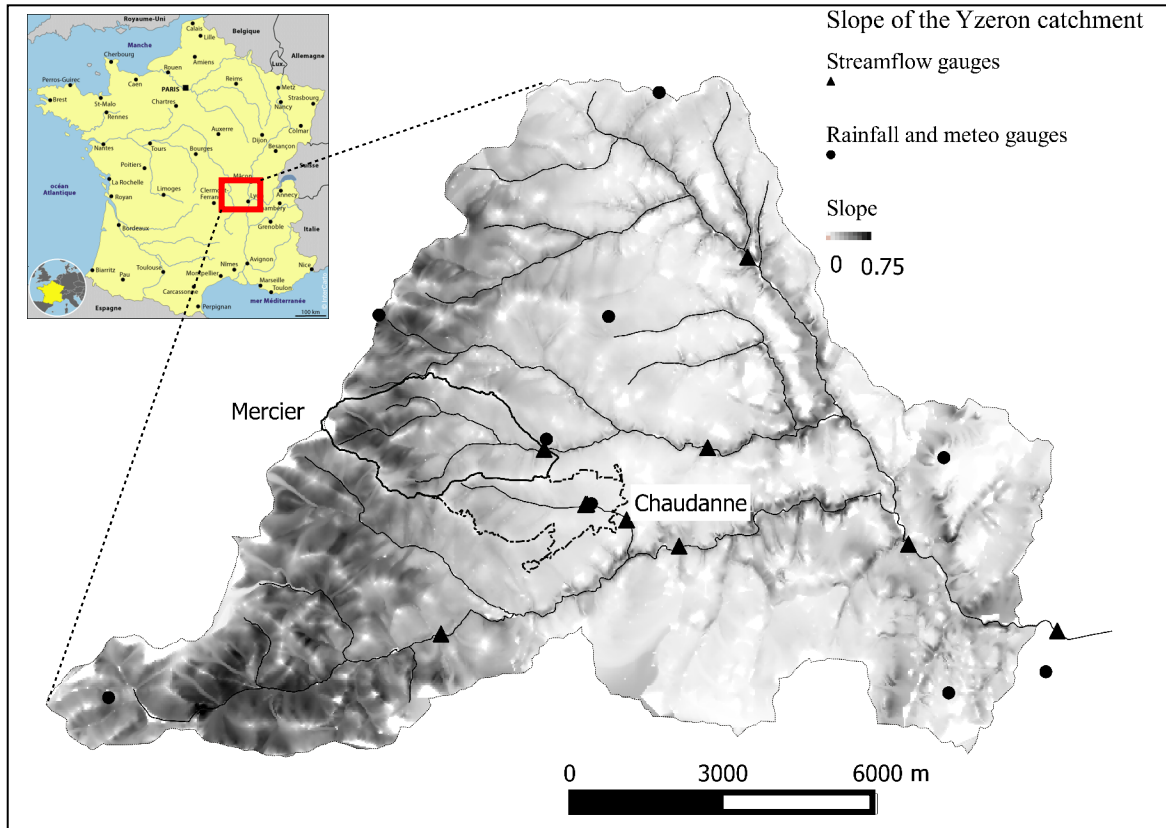 Slope of the Yzeron catchment
Streamflow gauges
Rainfall and meteo gauges
Slope
0 0.75
Royaume-Uni
Calais
Lille
Belgique
Manche
Allemagne
Cherbourg
Amiens
Lux.
Rouen
Perros-Guirec
Caen
Reims
Metz
PARIS
Strasbourg
Brest
St-Malo
Chartres
Nancy
Rennes
Colmar
Auxerre
Dijon
Nantes
Tours
Bourges
Besançon
Suisse
Poitiers
Mâcon
océan
Atlantique
La Rochelle
Limoges
Clermont
Ferrand
Lyon
Annecy
Royan
Chambéry
Grenoble
Italie
Bordeaux
Avignon
Biarritz
Toulouse
Nîmes
Nice
Pau
Montpellier
Marseille
Carcassonne
Toulon
Espagne
Perpignan
mer Méditerranée
100 km
Mercier
Chaudanne
0 3000 6000 m